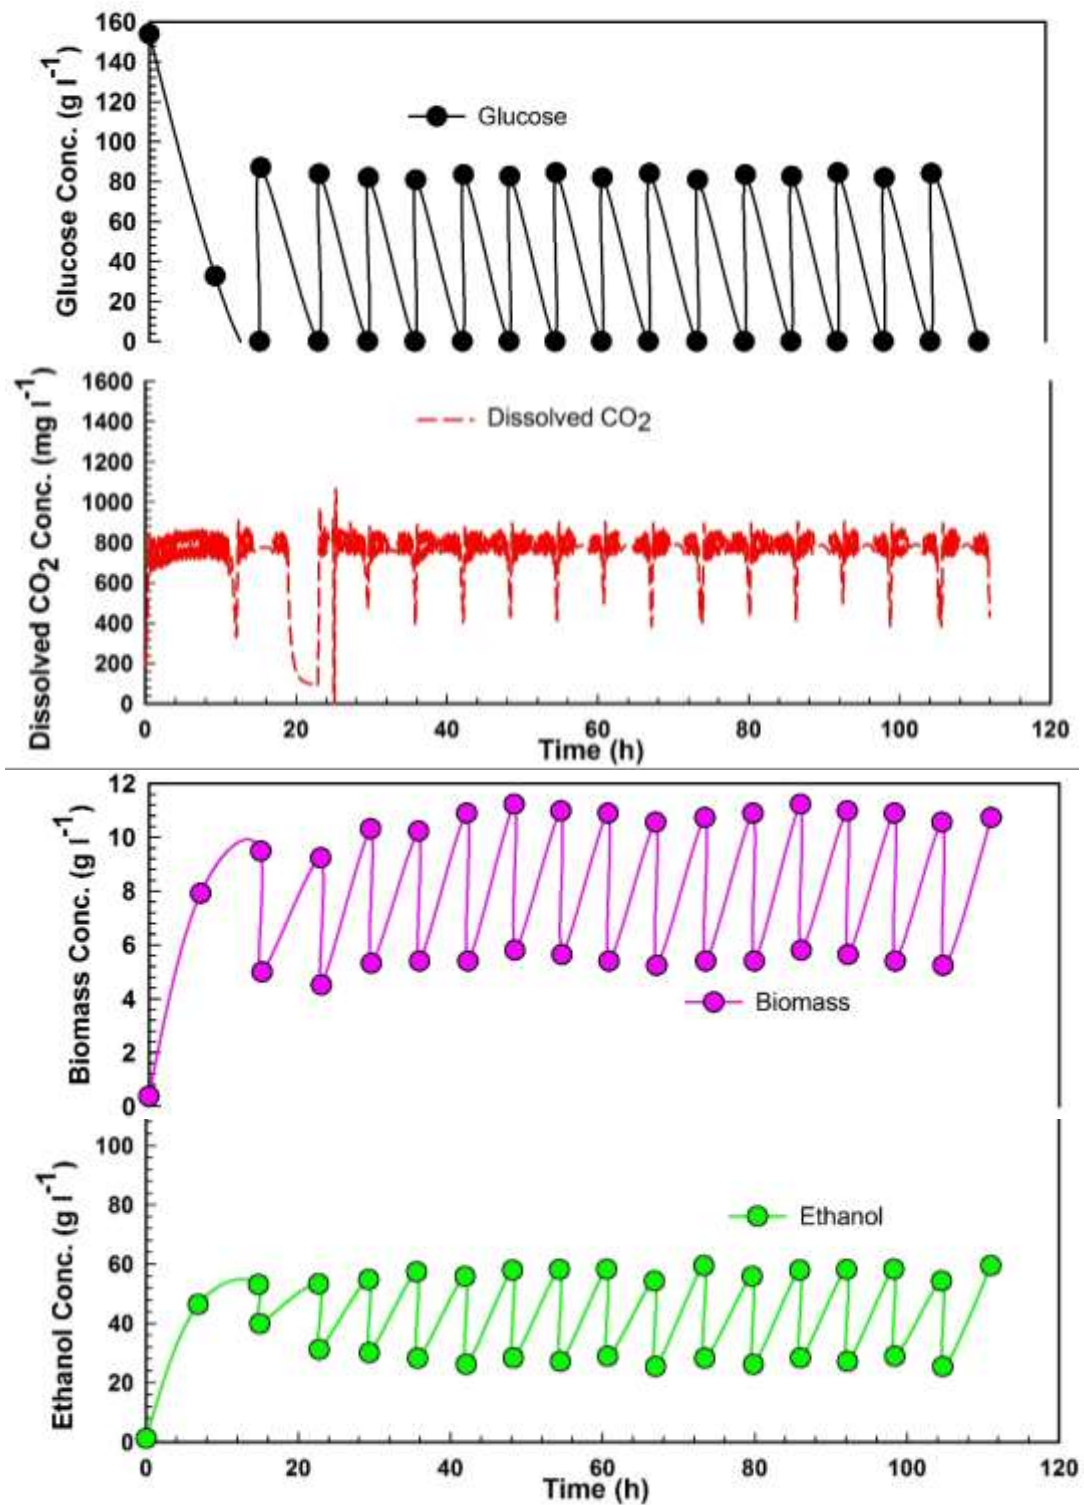 Glucose Conc. (g l⁻¹)
160
140
120
100
80
60
40
20
0
Glucose
Dissolved CO₂ Conc. (mg l⁻¹)
1600
1400
1200
1000
800
600
400
200
0
Dissolved CO₂
0 20 40 60 80 100 120
Time (h)
Biomass Conc. (g l⁻¹)
12
10
8
6
4
2
0
Biomass
Ethanol Conc. (g l⁻¹)
100
80
60
40
20
0
Ethanol
0 20 40 60 80 100 120
Time (h)